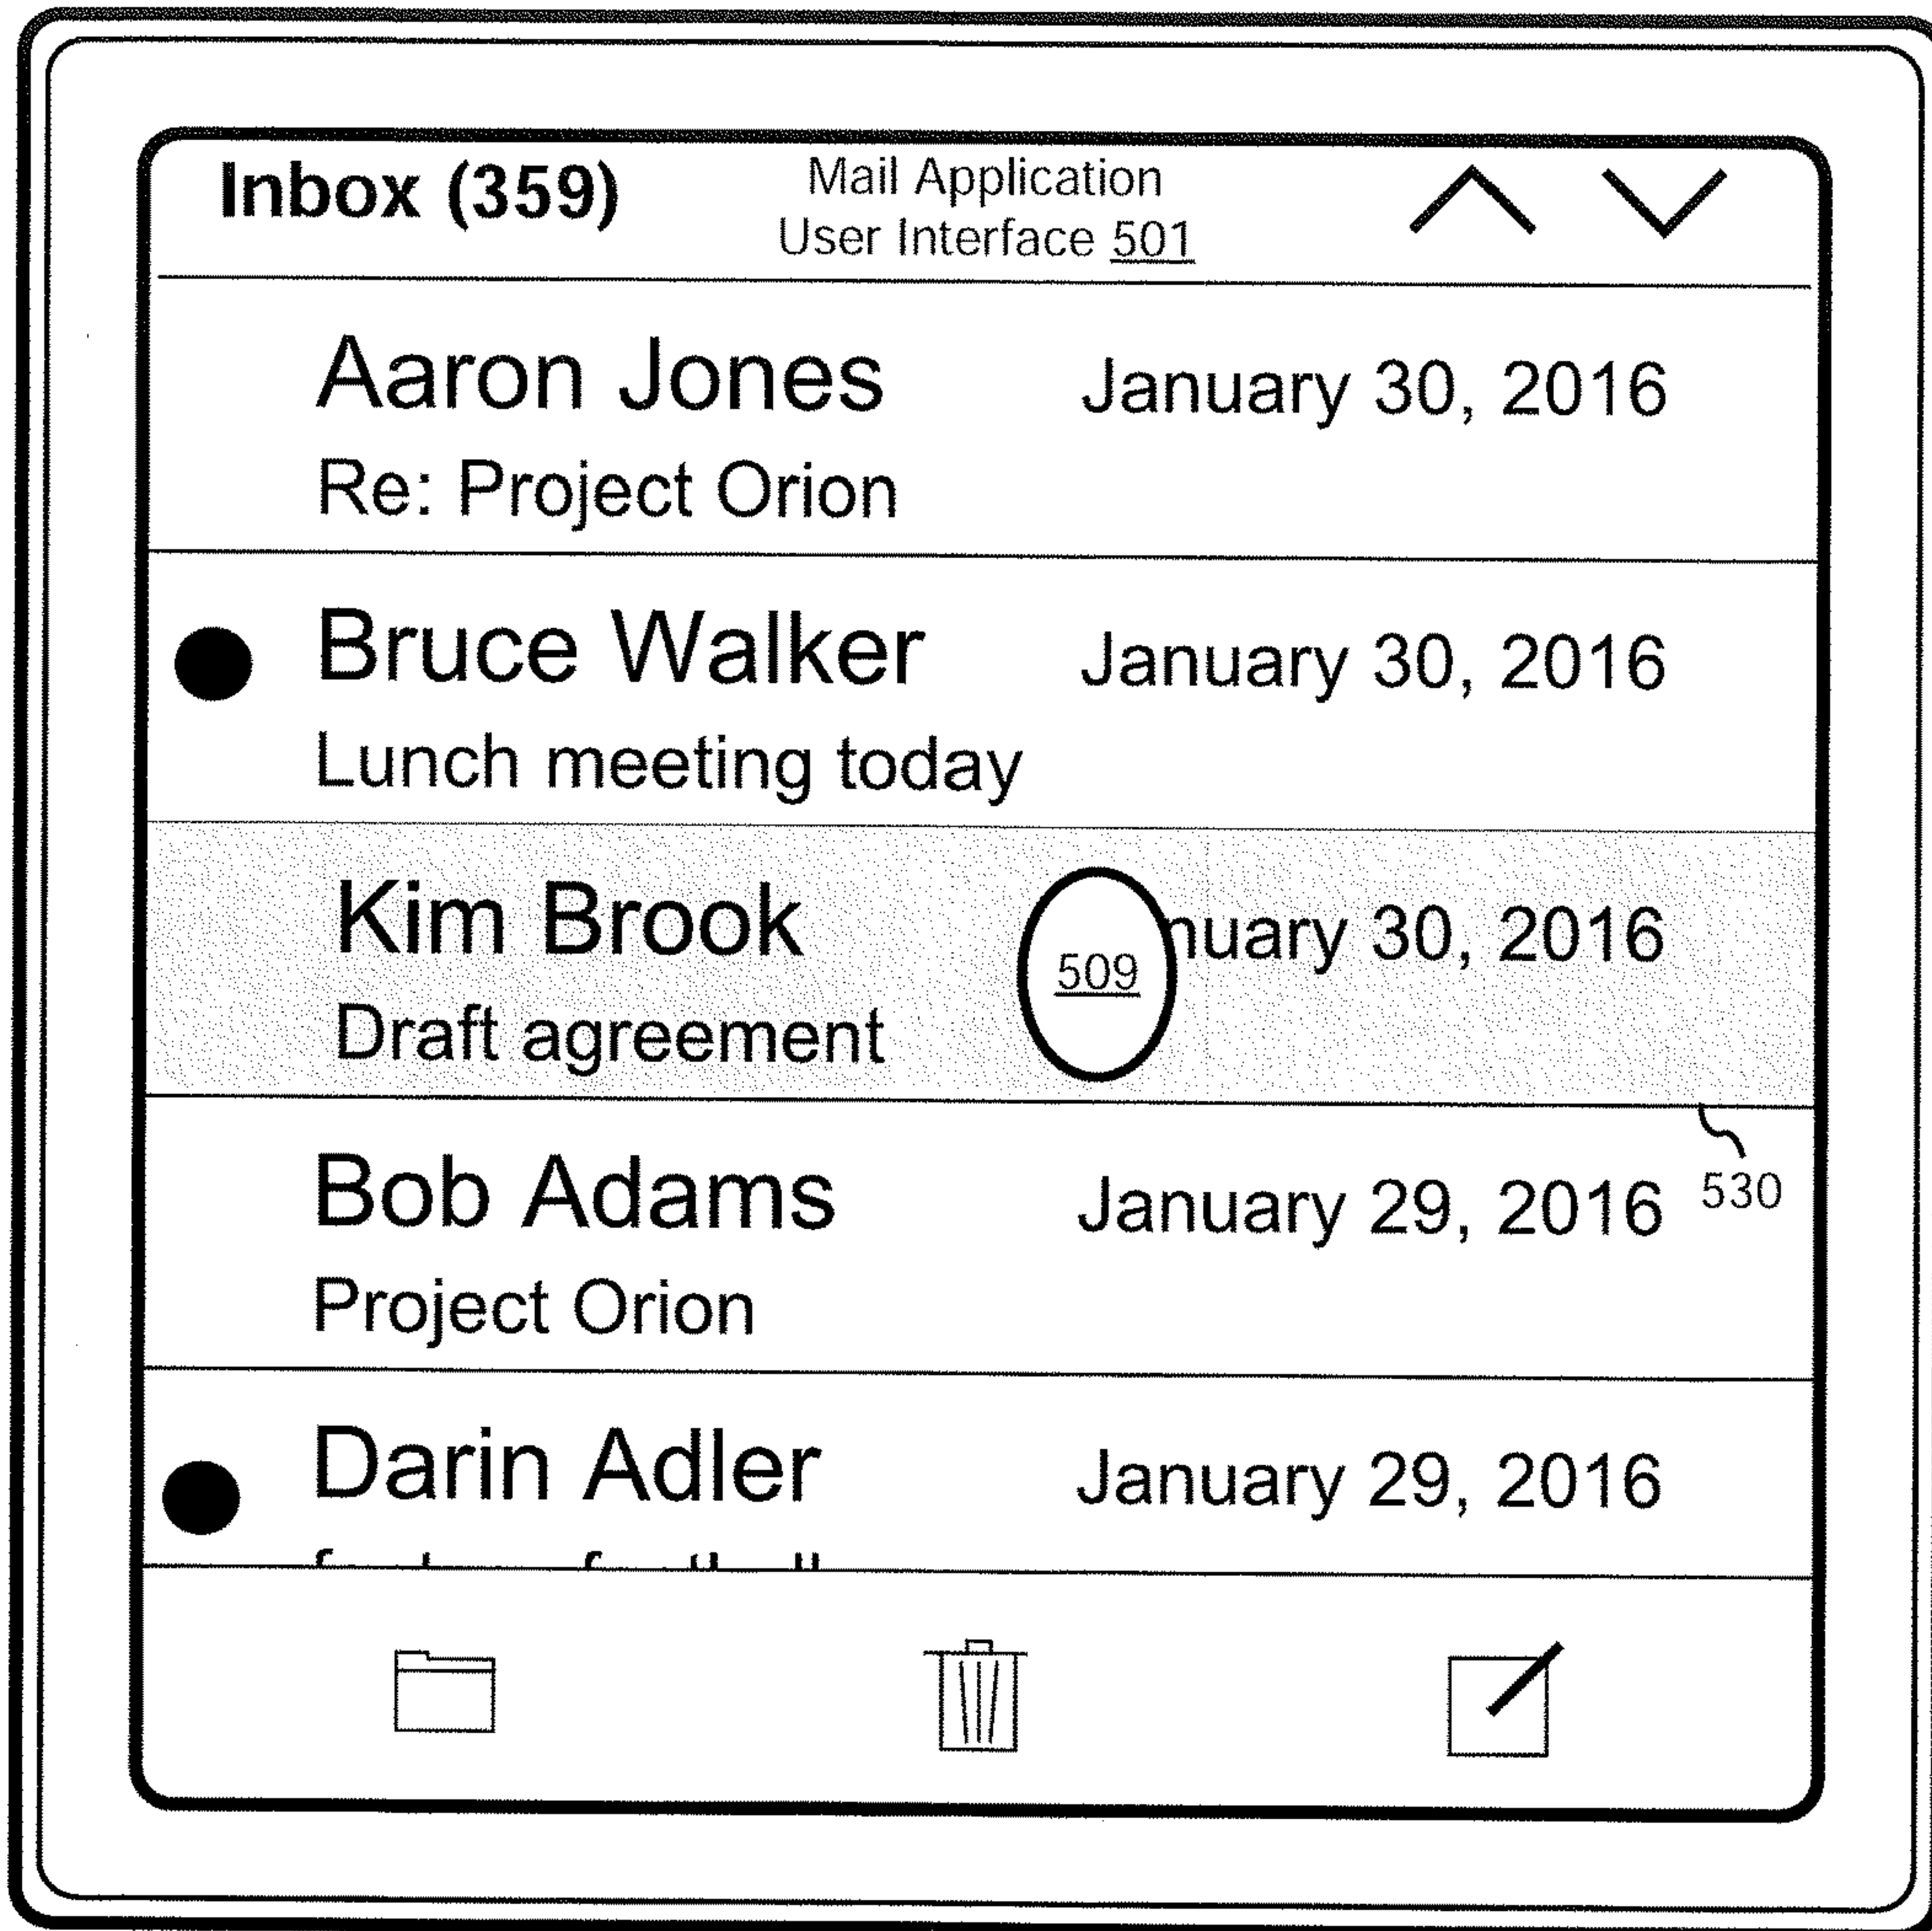 Inbox (359)
Mail Application
User Interface 501
Aaron Jones January 30, 2016
Re: Project Orion
Bruce Walker January 30, 2016
Lunch meeting today
Kim Brook nuary 30, 2016
509
Draft agreement
530
Bob Adams January 29, 2016
Project Orion
Darin Adler January 29, 2016